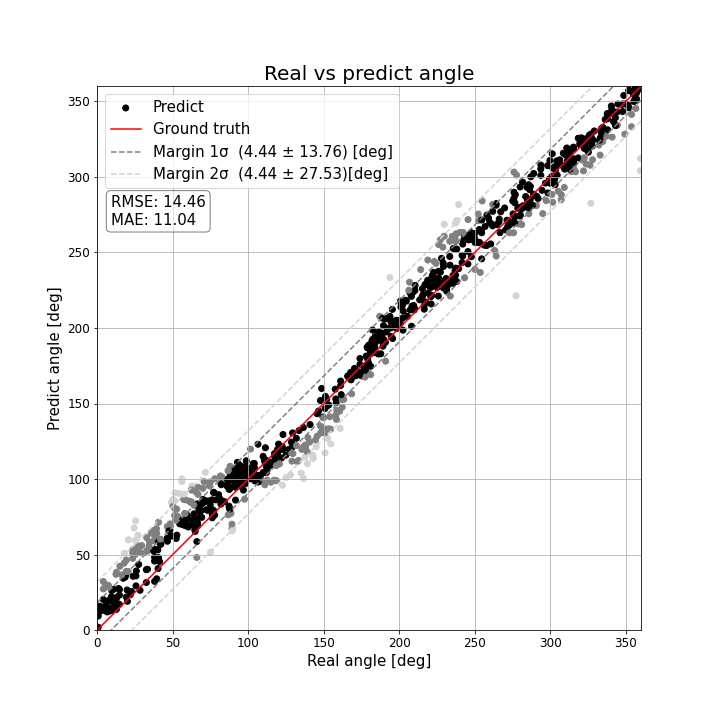 Real vs predict angle
350
300
250
200
150
100
50
0
Predict angle [deg]
Predict
Ground truth
Margin 1σ (4.44 ± 13.76) [deg]
Margin 2σ (4.44 ± 27.53)[deg]
RMSE: 14.46
MAE: 11.04
0 50 100 150 200 250 300 350
Real angle [deg]